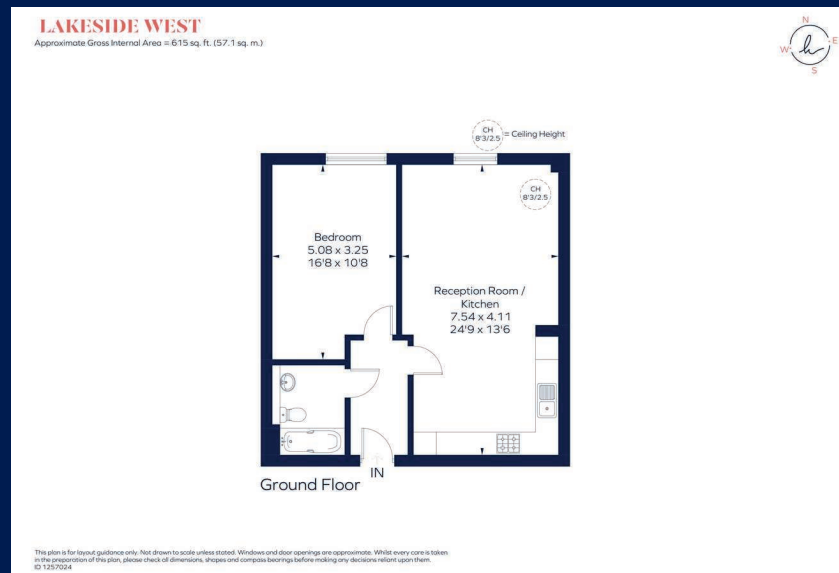 LAKESIDE WEST
Approximate Gross Internal Area = 615 sq. ft. (57.1 sq. m.)
N
W
E
S
CH
8'3/2.5
= Ceiling Height
CH
8'3/2.5
Bedroom
5.08 x 3.25
16'8 x 10'8
Reception Room /
Kitchen
7.54 x 4.11
24'9 x 13'6
IN
Ground Floor
This plan is for layout guidance only. Not drawn to scale unless stated. Windows and door openings are approximate. Whilst every care is taken
in the preparation of this plan, please check all dimensions, shapes and compass bearings before making any decisions reliant upon them.
ID 1257024